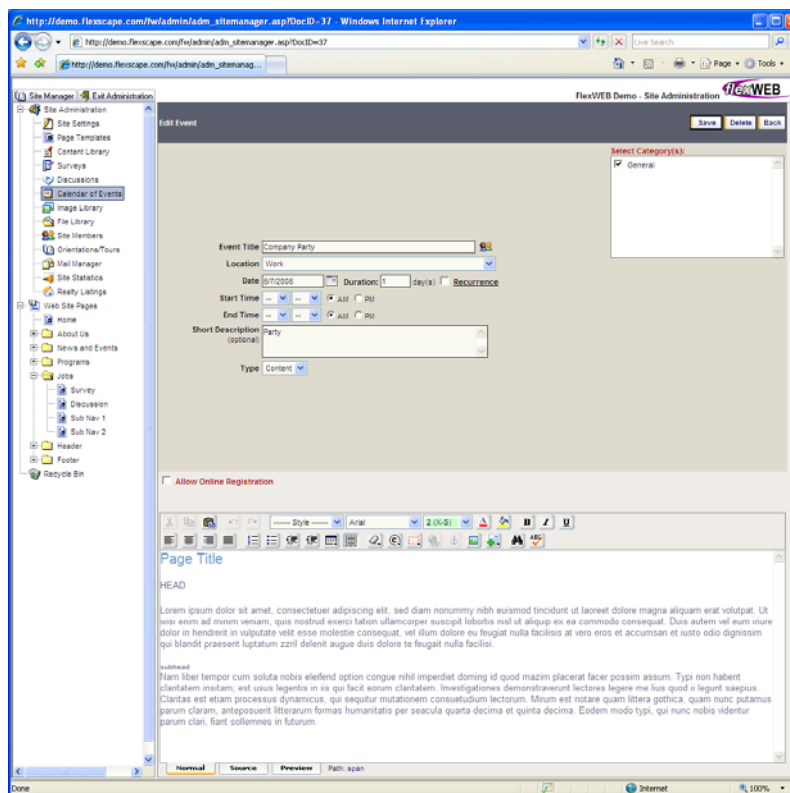 http://demo.flexscape.com/fw/admin/adm_sitemanager.asp?DocID=37 - Windows Internet Explorer
http://demo.flexscape.com/fw/admin/adm_sitemanager.asp?DocID=37
Live Search
http://demo.flexscape.com/fw/admin/adm_sitemanag...
Page
Tools
Site Manager
Exit Administration
FlexWEB Demo - Site Administration
flexWEB
Site Administration
Site Settings
Page Templates
Content Library
Surveys
Discussions
Calendar of Events
Image Library
File Library
Site Members
Orientations/Tours
Mail Manager
Site Statistics
Realty Listings
Web Site Pages
Home
About Us
News and Events
Programs
Jobs
Survey
Discussion
Sub Nav 1
Sub Nav 2
Header
Footer
Recycle Bin
Edit Event
Save Delete Back
Select Category(s):
General
Event Title Company Party
Location Work
Date 8/7/2008 Duration: 1 day(s) Recurrence
Start Time -- -- AM PM
End Time -- -- AM PM
Short Description Party
(optional)
Type Content
Allow Online Registration
------ Style ------ Arial 2 (X-S) A B I U
ABC
Page Title
HEAD
Lorem ipsum dolor sit amet, consectetuer adipiscing elit, sed diam nonummy nibh euismod tincidunt ut laoreet dolore magna aliquam erat volutpat. Ut
wisi enim ad minim veniam, quis nostrud exerci tation ullamcorper suscipit lobortis nisl ut aliquip ex ea commodo consequat. Duis autem vel eum iriure
dolor in hendrerit in vulputate velit esse molestie consequat, vel illum dolore eu feugiat nulla facilisis at vero eros et accumsan et iusto odio dignissim
qui blandit praesent luptatum zzril delenit augue duis dolore te feugait nulla facilisi.
subhead
Nam liber tempor cum soluta nobis eleifend option congue nihil imperdiet doming id quod mazim placerat facer possim assum. Typi non habent
claritatem insitam; est usus legentis in iis qui facit eorum claritatem. Investigationes demonstraverunt lectores legere me lius quod ii legunt saepius.
Claritas est etiam processus dynamicus, qui sequitur mutationem consuetudium lectorum. Mirum est notare quam littera gothica, quam nunc putamus
parum claram, anteposuerit litterarum formas humanitatis per seacula quarta decima et quinta decima. Eodem modo typi, qui nunc nobis videntur
parum clari, fiant sollemnes in futurum.
Normal Source Preview Path: span
Done
Internet
100%